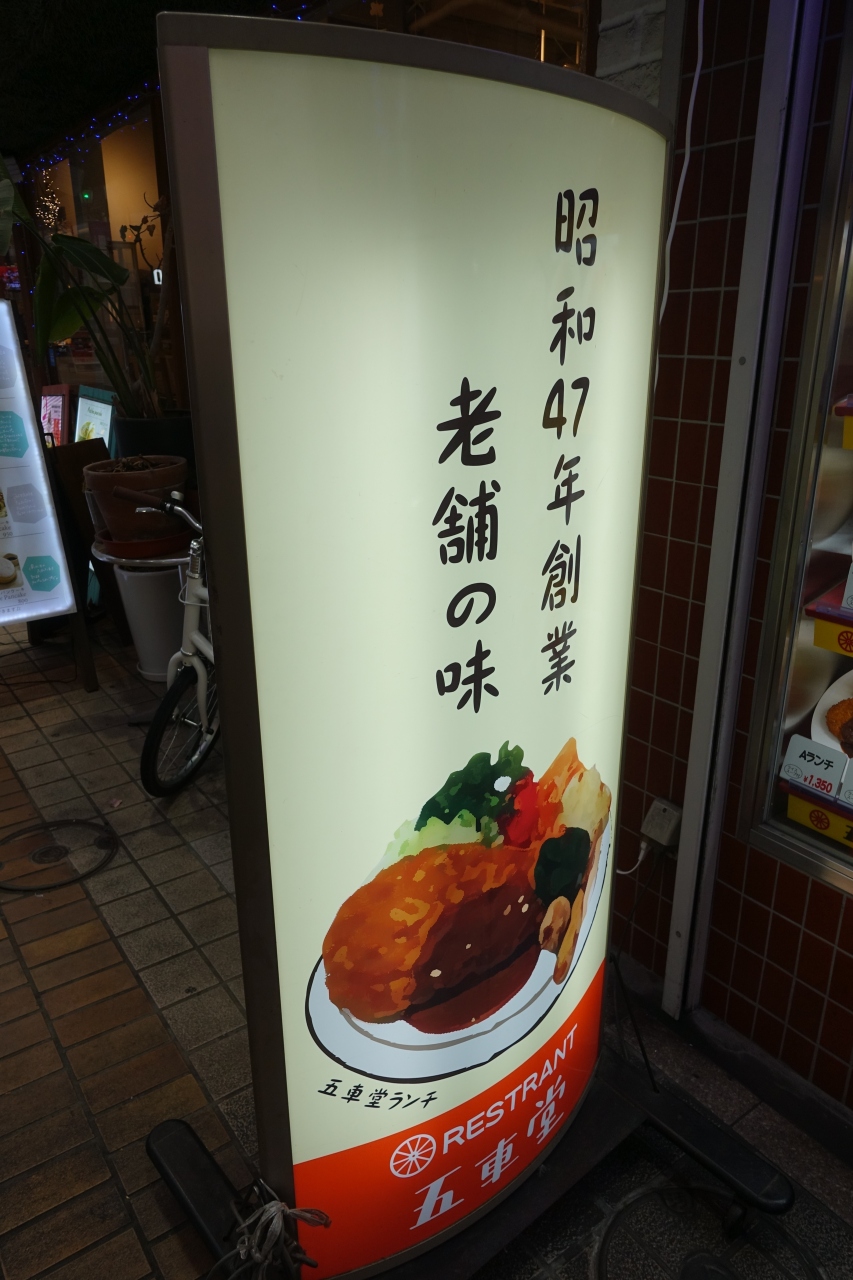 昭和47年創業
老舗の味
五車堂ランチ
RESTRANT
五車堂
Aランチ
¥1,350